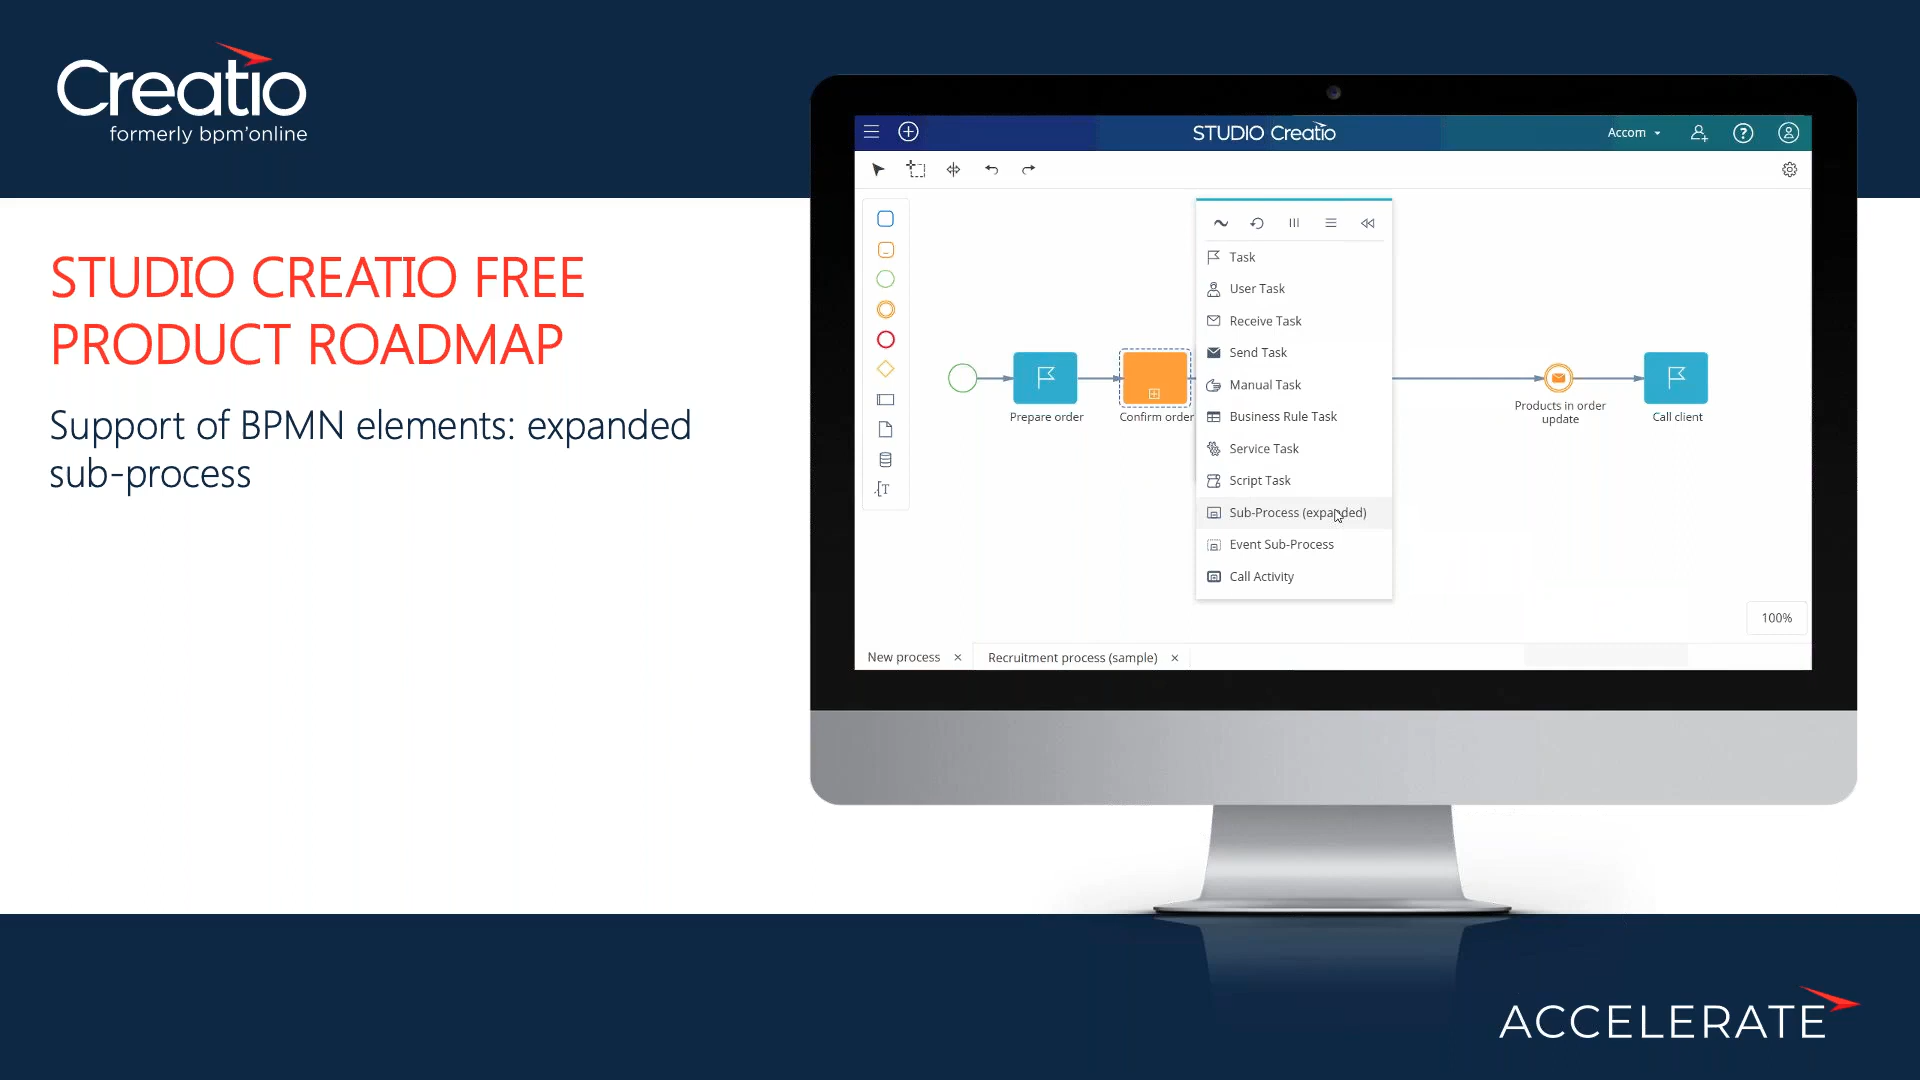 Creatio
formerly bpm'online
STUDIO CREATIO FREE
PRODUCT ROADMAP
Support of BPMN elements: expanded
sub-process
STUDIO Creatio
Accom
Task
User Task
Receive Task
Send Task
Manual Task
Business Rule Task
Service Task
Script Task
Sub-Process (expanded)
Event Sub-Process
Call Activity
Prepare order
Confirm order
Products in order
update
Call client
100%
New process
Recruitment process (sample)
ACCELERATE